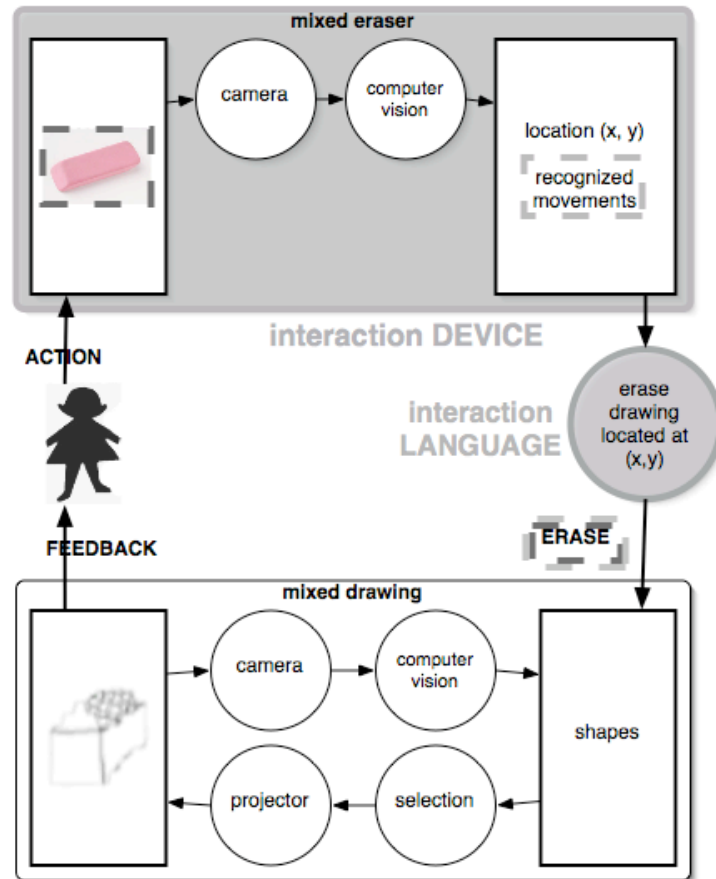 mixed eraser
camera
computer
vision
location (x, y)
recognized
movements
interaction DEVICE
ACTION
interaction
LANGUAGE
erase
drawing
located at
(x,y)
ERASE
FEEDBACK
mixed drawing
camera
computer
vision
shapes
projector
selection